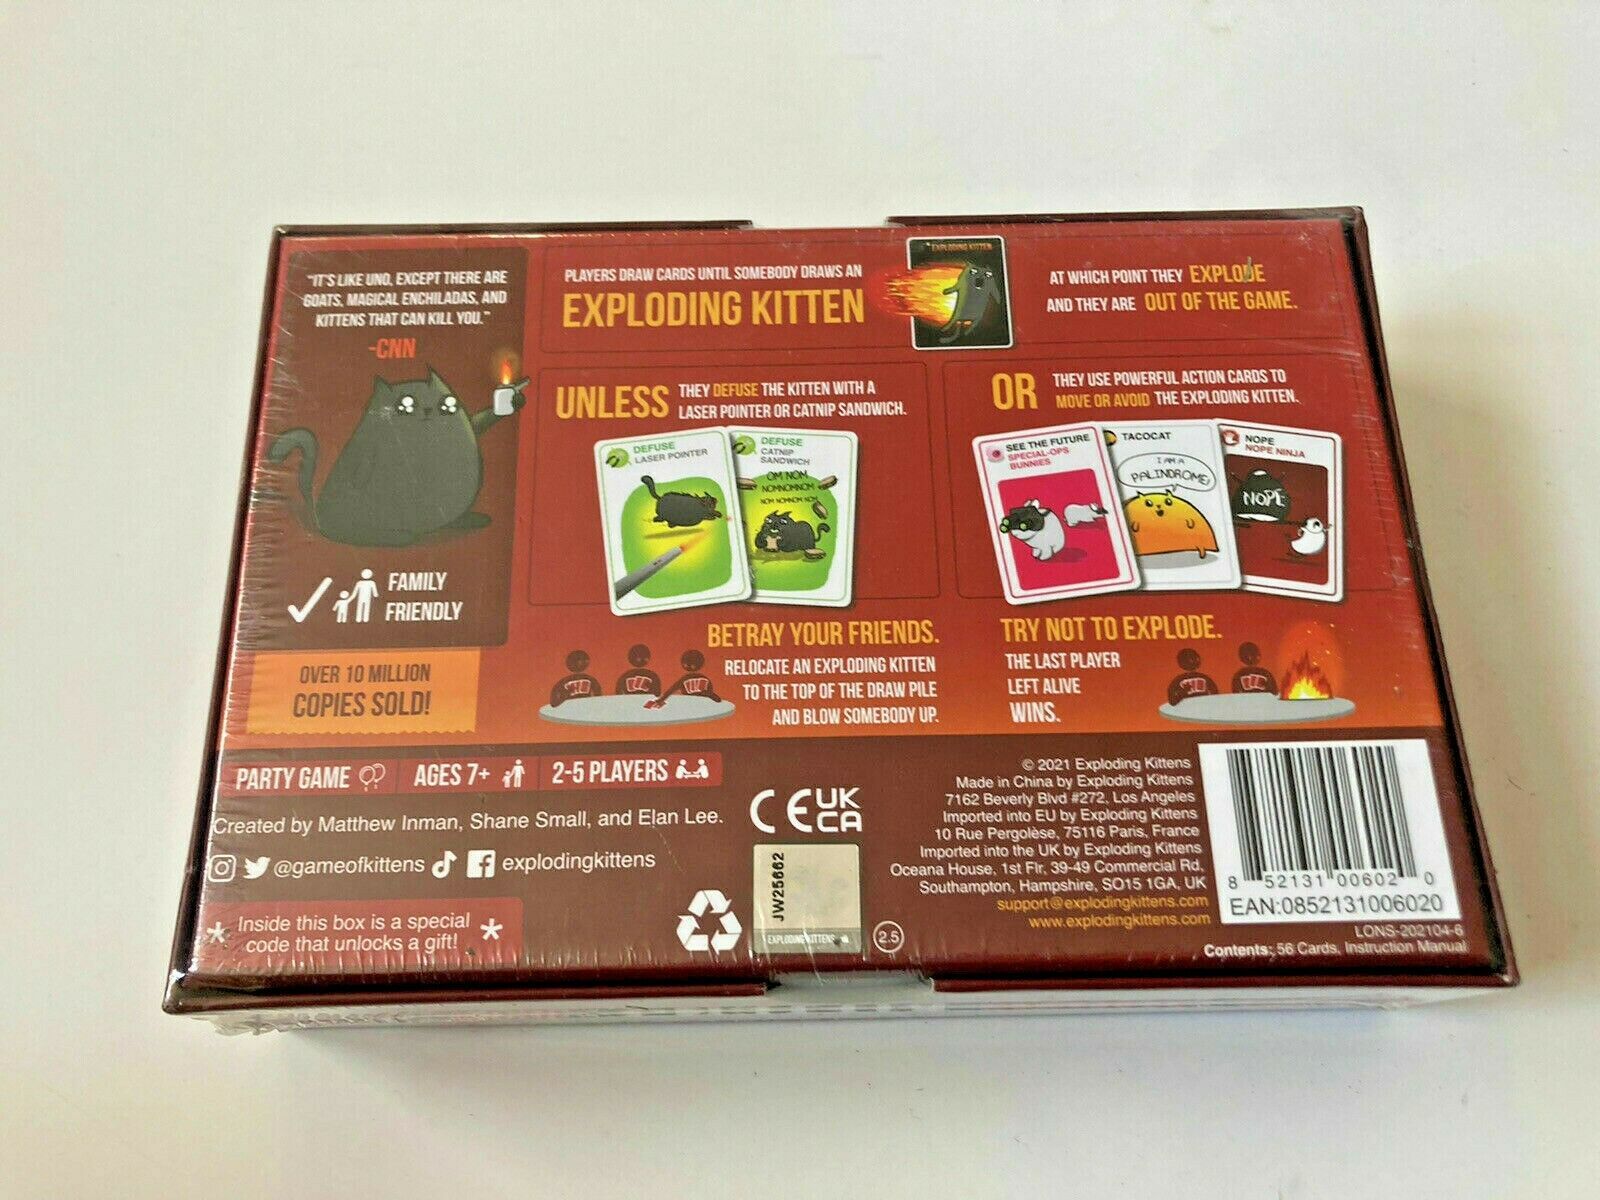 "IT'S LIKE UNO, EXCEPT THERE ARE
GOATS, MAGICAL ENCHILADAS, AND
KITTENS THAT CAN KILL YOU."
-CNN
FAMILY
FRIENDLY
OVER 10 MILLION
COPIES SOLD!
PLAYERS DRAW CARDS UNTIL SOMEBODY DRAWS AN
EXPLODING KITTEN
EXPLODING KITTEN
AT WHICH POINT THEY EXPLODE
AND THEY ARE OUT OF THE GAME.
UNLESS
THEY DEFUSE THE KITTEN WITH A
LASER POINTER OR CATNIP SANDWICH.
DEFUSE
LASER POINTER
DEFUSE
CATNIP
SANDWICH
OM NOM
NOMNOMNOM
NOM NOMNOM NOM
OR
THEY USE POWERFUL ACTION CARDS TO
MOVE OR AVOID THE EXPLODING KITTEN.
SEE THE FUTURE
SPECIAL-OPS
BUNNIES
TACOCAT
I AM A
PALINDROME!
NOPE
NOPE NINJA
NOPE
BETRAY YOUR FRIENDS.
RELOCATE AN EXPLODING KITTEN
TO THE TOP OF THE DRAW PILE
AND BLOW SOMEBODY UP.
TRY NOT TO EXPLODE.
THE LAST PLAYER
LEFT ALIVE
WINS.
PARTY GAME
AGES 7+
2-5 PLAYERS
Created by Matthew Inman, Shane Small, and Elan Lee.
@gameofkittens
explodingkittens
* Inside this box is a special *
code that unlocks a gift!
CE UK
CA
JW25662
EXPLODING KITTENS
2.5
© 2021 Exploding Kittens
Made in China by Exploding Kittens
7162 Beverly Blvd #272, Los Angeles
Imported into EU by Exploding Kittens
10 Rue Pergolèse, 75116 Paris, France
Imported into the UK by Exploding Kittens
Oceana House, 1st Flr, 39-49 Commercial Rd,
Southampton, Hampshire, SO15 1GA, UK
support@explodingkittens.com
www.explodingkittens.com
8 52131 00602 0
EAN:0852131006020
LONS-202104-6
Contents: 56 Cards, Instruction Manual